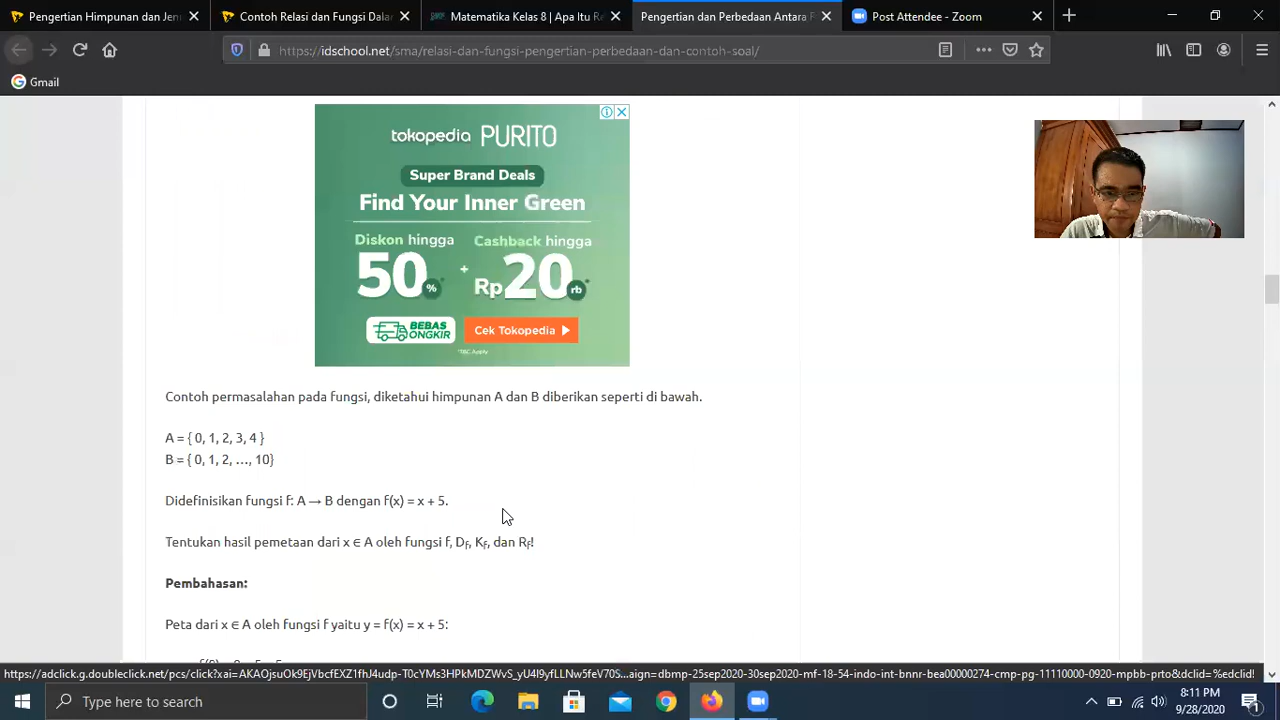 Pengertian Himpunan dan Jen
Contoh Relasi dan Fungsi Dala
Matematika Kelas 8 | Apa Itu R
Pengertian dan Perbedaan Antara F
Post Attendee - Zoom
https://idschool.net/sma/relasi-dan-fungsi-pengertian-perbedaan-dan-contoh-soal/
Gmail
tokopedia PURITO
Super Brand Deals
Find Your Inner Green
Diskon hingga
50%*
+
Cashback hingga
Rp20rb*
BEBAS ONGKIR
Cek Tokopedia
*T&C Apply
Contoh permasalahan pada fungsi, diketahui himpunan A dan B diberikan seperti di bawah.
A = { 0, 1, 2, 3, 4 }
B = { 0, 1, 2, …, 10}
Didefinisikan fungsi f: A → B dengan f(x) = x + 5.
Tentukan hasil pemetaan dari x ∈ A oleh fungsi f, Df, Kf, dan Rf!
Pembahasan:
Peta dari x ∈ A oleh fungsi f yaitu y = f(x) = x + 5:
Type here to search
8:11 PM
9/28/2020